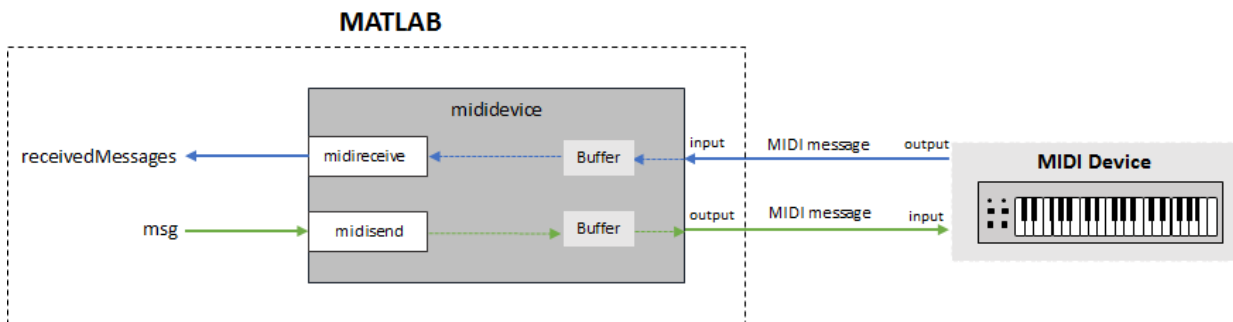 MATLAB
mididevice
receivedMessages
midireceive
Buffer
input
MIDI message
output
MIDI Device
msg
midisend
Buffer
output
MIDI message
input